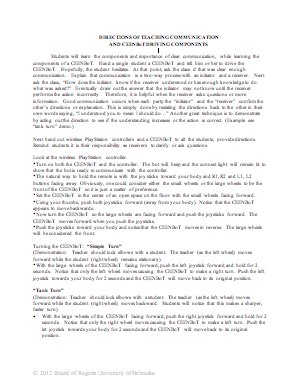 DIRECTIONS OF TEACHING COMMUNICATION
AND CEENBoT DRIVING COMPONENTS
Students will learn the components and importance of clear communication, while learning the
components of a CEENBoT. Hand a single student a CEENBoT and tell him or her to drive the
CEENBoT. Hopefully, the student hesitates. At that point, ask the class if that was clear enough
communication. Explain that communication is a two-way process with an initiator and a receiver. Next
ask the class, "How does the initiator know if the receiver understood or has enough knowledge to do
what was asked?" Eventually draw out the answer that the initiator may not know until the receiver
performs the action incorrectly. Therefore, it is helpful when the receiver asks questions or more
information. Good communication occurs when each party the "initiator" and the "receiver" confirm the
other's directions or explanation. This is simply done by restating the directions back to the other in their
own words saying, "I understand you to mean I should do…" Another great technique is to demonstrate
by acting out the direction to see if the understanding increases or the action is correct. (Example: see
"tank turn" demo.)
Next hand out wireless PlayStation controllers and a CEENBoT to all the students, provide directions.
Remind students it is their responsibility as receivers to clarify or ask questions.
Look at the wireless PlayStation controller.
•Turn on both the CEENBoT and the controller. The bot will beep and the connect light will remain lit to
show that the bot is ready to communicate with the controller.
•The natural way to hold the remote is with the joysticks toward your body and R1, R2 and L1, L2
buttons facing away. Obviously, one could consider either the small wheels or the large wheels to be the
front of the CEENBoT so it is just a matter of preference.
•Set the CEENBoT in the center of an open space on the floor with the small wheels facing forward.
•Using your thumbs, push both joysticks forward (away from your body). Notice that the CEENBoT
appears to move backwards.
•Now turn the CEENBoT so the large wheels are facing forward and push the joysticks forward. The
CEENBoT moves forward when you push the joysticks.
•Push the joysticks toward your body and notice that the CEENBoT moves in reverse. The large wheels
will be considered the front.
Turning the CEENBoT: "Simple Turn"
(Demonstration: Teacher should lock elbows with a student. The teacher (as the left wheel) moves
forward while the student (right wheel) remains stationary.)
•With the large wheels of the CEENBoT facing forward, push the left joystick forward and hold for 2
seconds. Notice that only the left wheel moves causing the CEENBoT to make a right turn. Push the left
joystick towards your body for 2 seconds and the CEENBoT will move back to its original position.
"Tank Turn"
(Demonstration: Teacher should lock elbows with a student. The teacher (as the left wheel) moves
forward while the student (right wheel) moves backward. Students will notice that this makes a sharper,
faster turn.)
• With the large wheels of the CEENBoT facing forward, push the right joystick forward and hold for 2
seconds. Notice that only the right wheel moves causing the CEENBoT to make a left turn. Push the
right joystick towards your body for 2 seconds and the CEENBoT will move back to its original
position.
© 2012 Board of Regents University of Nebraska